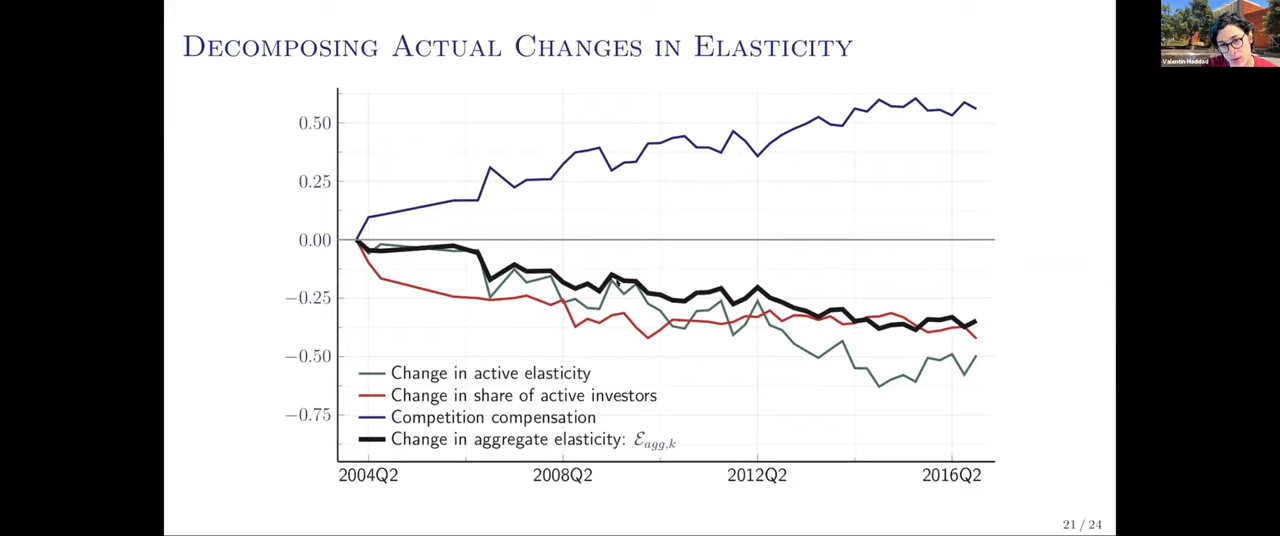 DECOMPOSING ACTUAL CHANGES IN ELASTICITY
Valentin Haddad
0.50
0.25
0.00
−0.25
−0.50
−0.75
Change in active elasticity
Change in share of active investors
Competition compensation
Change in aggregate elasticity: ℰagg,k
2004Q2 2008Q2 2012Q2 2016Q2
21 / 24